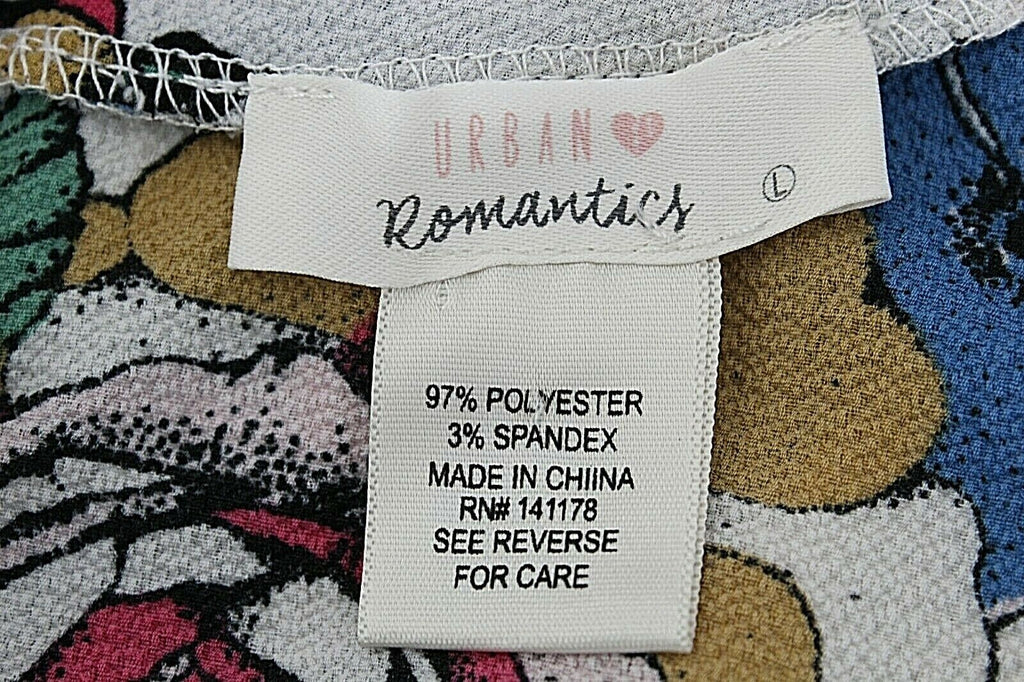 URBAN
Romantics
L
97% POLYESTER
3% SPANDEX
MADE IN CHIINA
RN# 141178
SEE REVERSE
FOR CARE